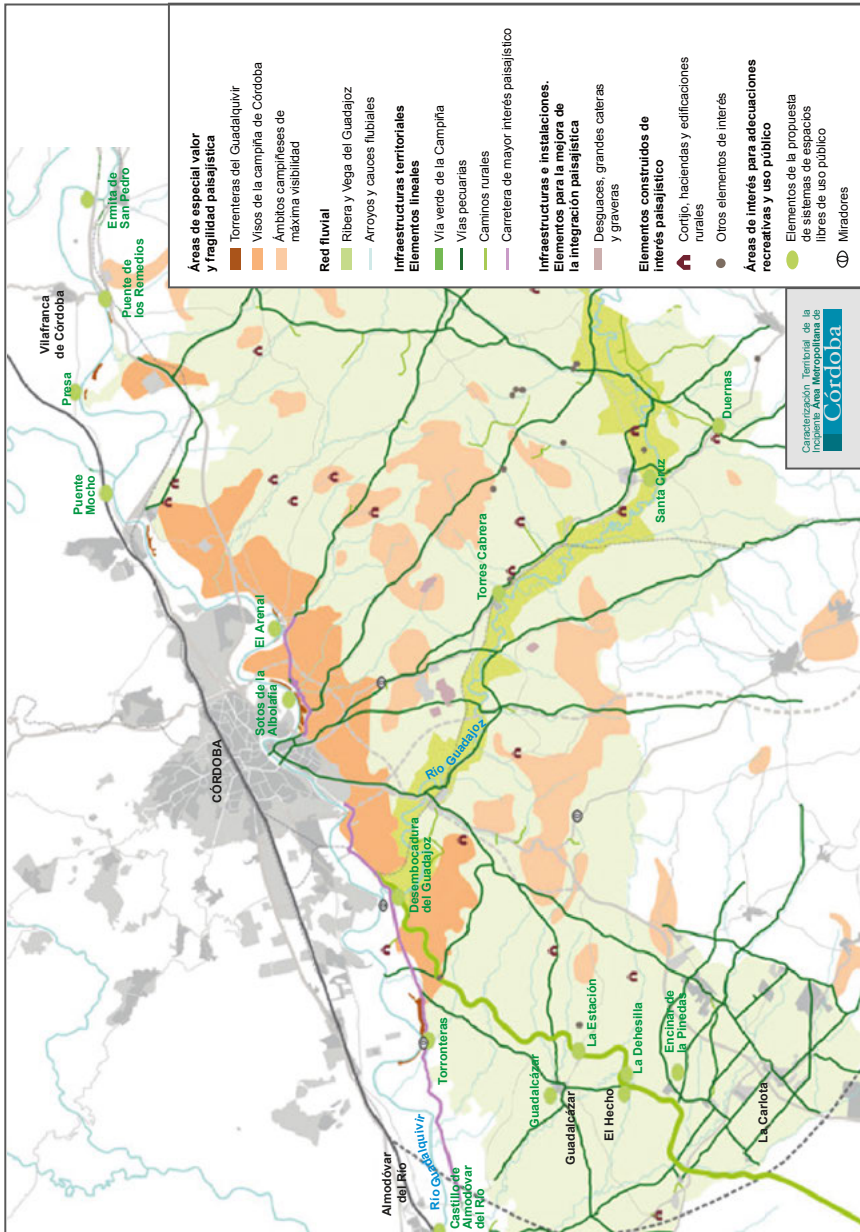 Ermita de
San Pedro
Puente de
los Remedios
Vilafranca
de Córdoba
Presa
Puente
Mocho
El Arenal
Sotos de la
Albolafia
CÓRDOBA
Torres Cabrera
Santa Cruz
Duernas
Río Guadajoz
Desembocadura
del Guadajoz
Torronteras
La Estación
La Dehesilla
Encinar de
la Pinedas
Guadalcázar
Guadalcázar
El Hecho
La Carlota
Almodóvar
del Río
Río Guadalquivir
Castillo de
Almodóvar
del Río
Áreas de especial valor
y fragilidad paisajística
Torrenteras del Guadalquivir
Visos de la campiña de Córdoba
Ámbitos campiñeses de
máxima visibilidad
Red fluvial
Ribera y Vega del Guadajoz
Arroyos y cauces flubiales
Infraestructuras territoriales
Elementos lineales
Vía verde de la Campiña
Vías pecuarias
Caminos rurales
Carretera de mayor interés paisajístico
Infraestructuras e instalaciones.
Elementos para la mejora de
la integración paisajística
Desguaces, grandes cateras
y graveras
Elementos construidos de
interés paisajístico
Cortijo, haciendas y edificaciones
rurales
Otros elementos de interés
Áreas de interés para adecuaciones
recreativas y uso público
Elementos de la propuesta
de sistemas de espacios
libres de uso público
Miradores
Caracterización Territorial de la
Incipiente Área Metropolitana de
Córdoba